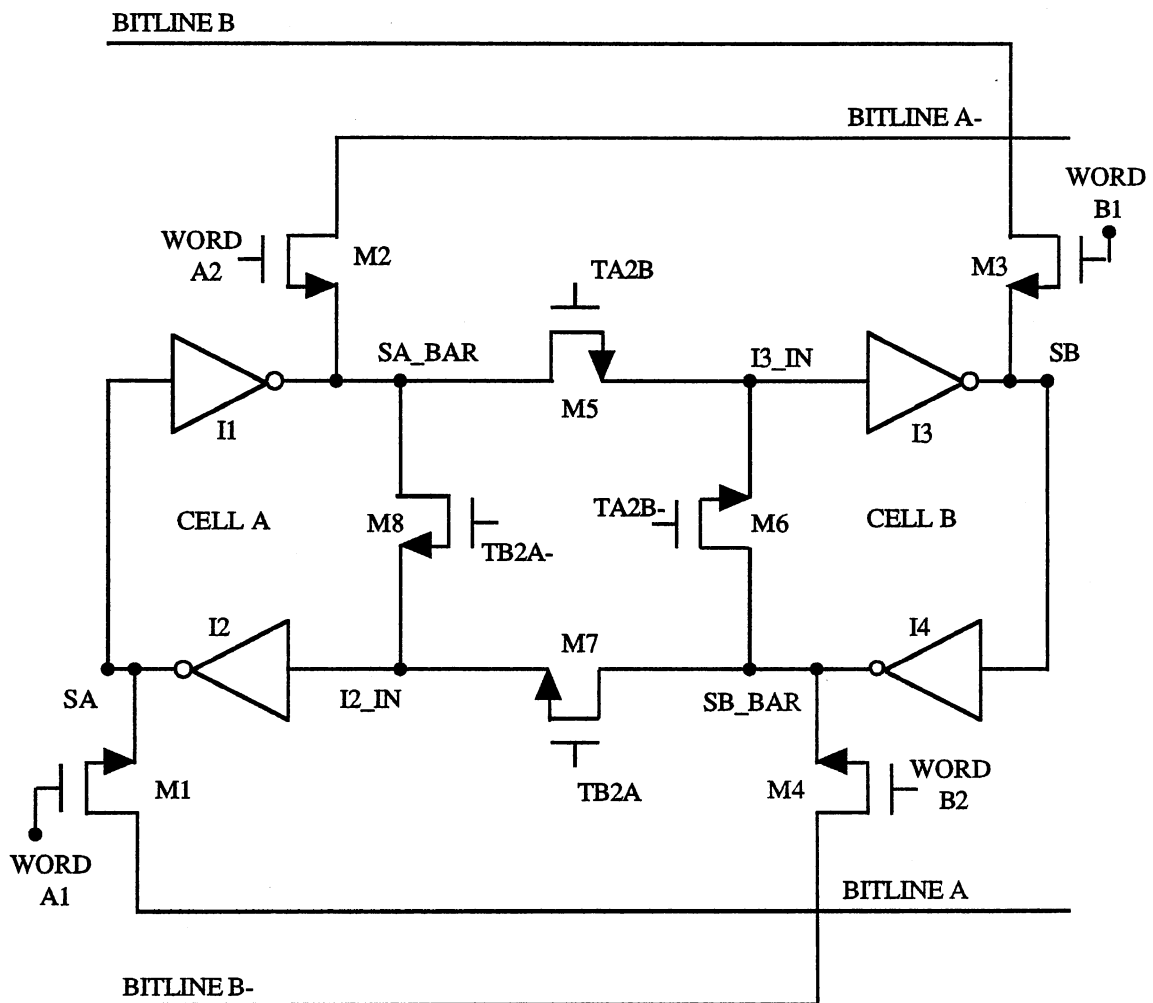 BITLINE B
BITLINE A-
WORD
B1
WORD
A2
M2
TA2B
M3
SA_BAR
I3_IN
SB
M5
I1
I3
CELL A
M8
TB2A-
TA2B-
M6
CELL B
I2
M7
I4
SA
I2_IN
SB_BAR
M1
TB2A
M4
WORD
B2
WORD
A1
BITLINE A
BITLINE B-